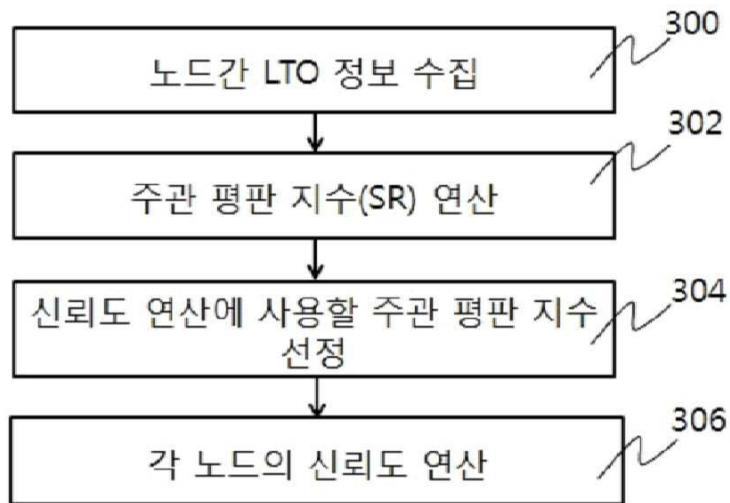 300
노드간 LTO 정보 수집
302
주관 평판 지수(SR) 연산
304
신뢰도 연산에 사용할 주관 평판 지수
선정
306
각 노드의 신뢰도 연산